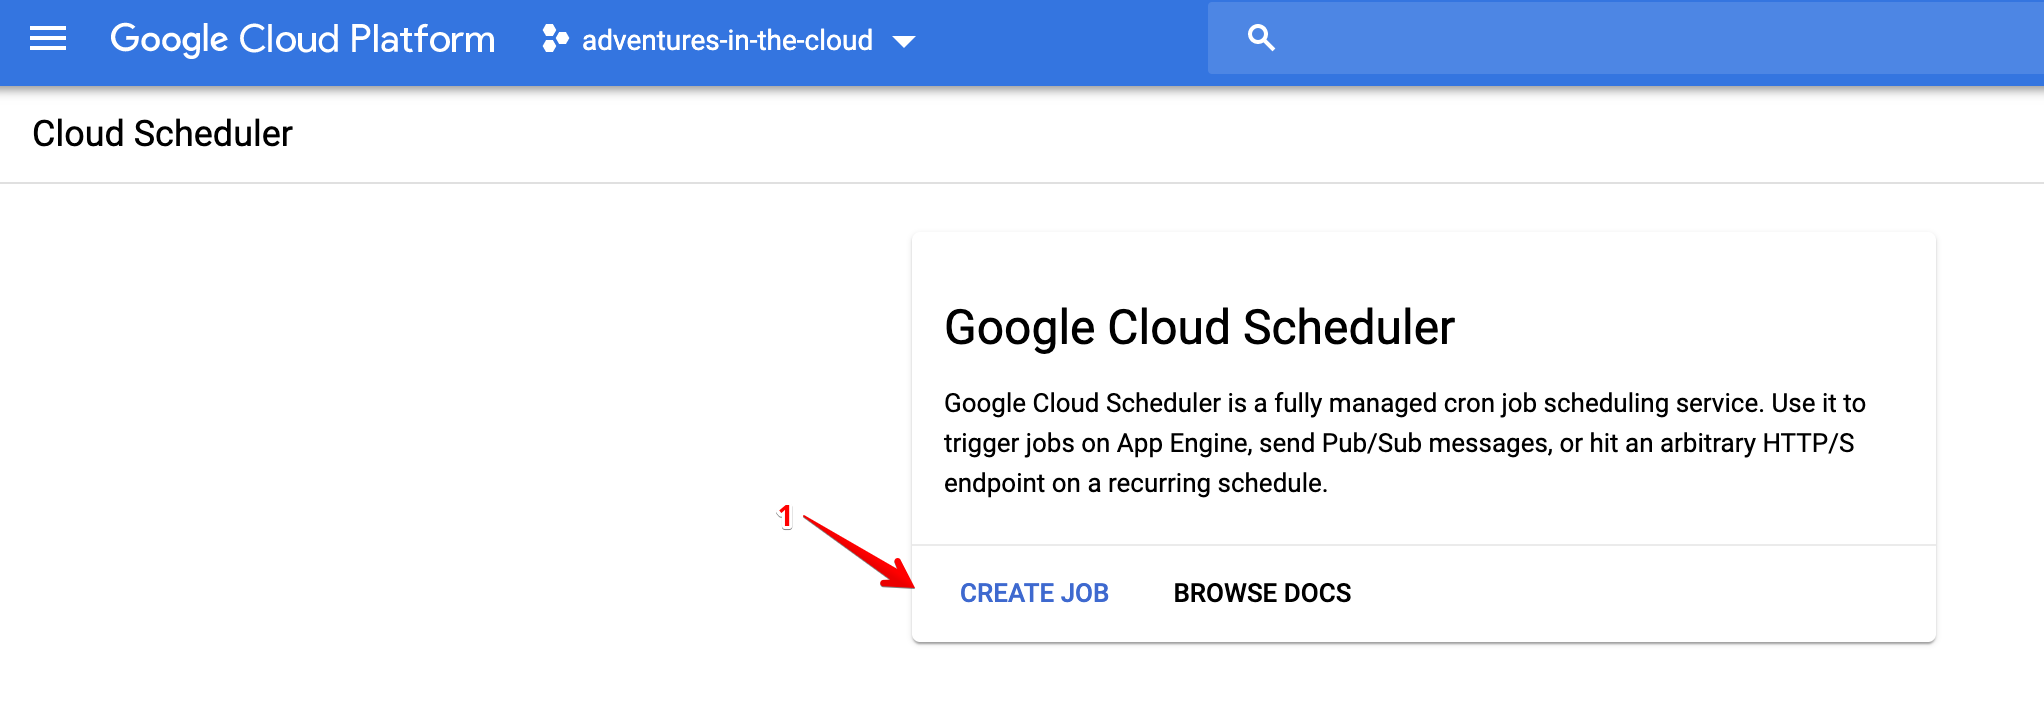 Google Cloud Platform
adventures-in-the-cloud
Cloud Scheduler
Google Cloud Scheduler
Google Cloud Scheduler is a fully managed cron job scheduling service. Use it to
trigger jobs on App Engine, send Pub/Sub messages, or hit an arbitrary HTTP/S
endpoint on a recurring schedule.
1
CREATE JOB BROWSE DOCS